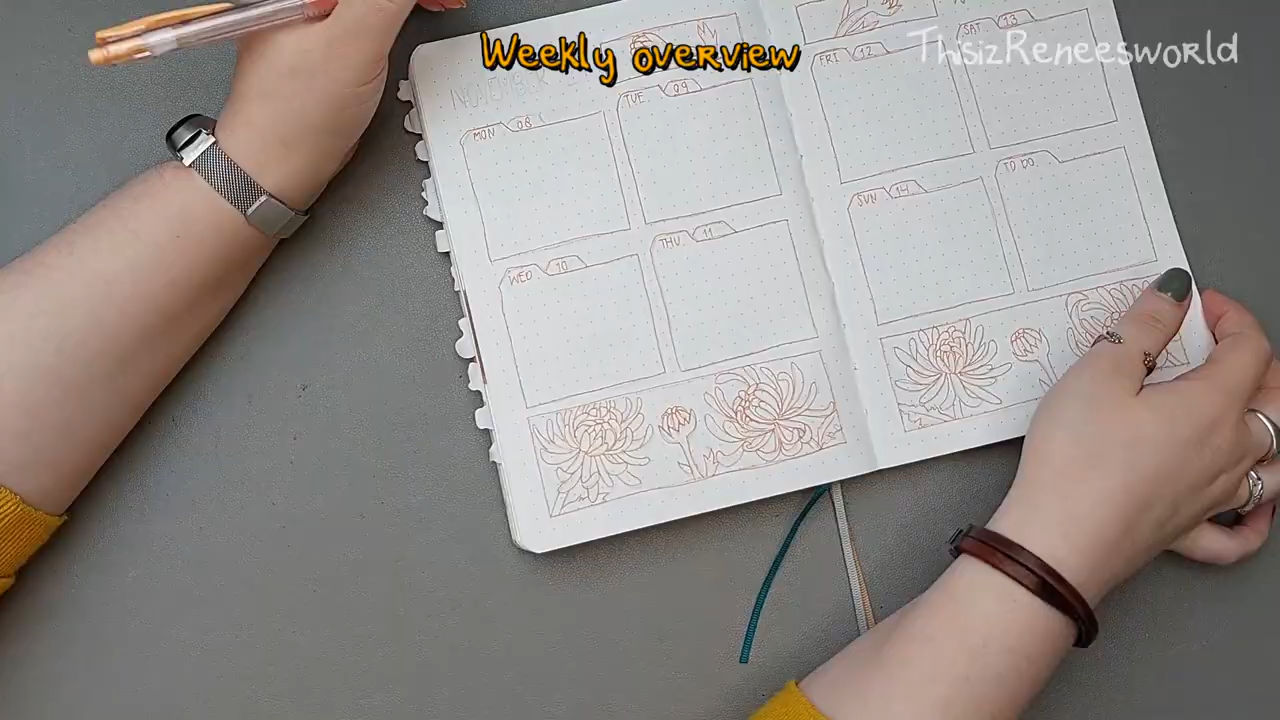 Weekly overview
ThisizReneesworld
NOVEMBER
MON 08
TUE 09
WED 10
THU 11
FRI 12
SAT 13
SUN 14
TO DO